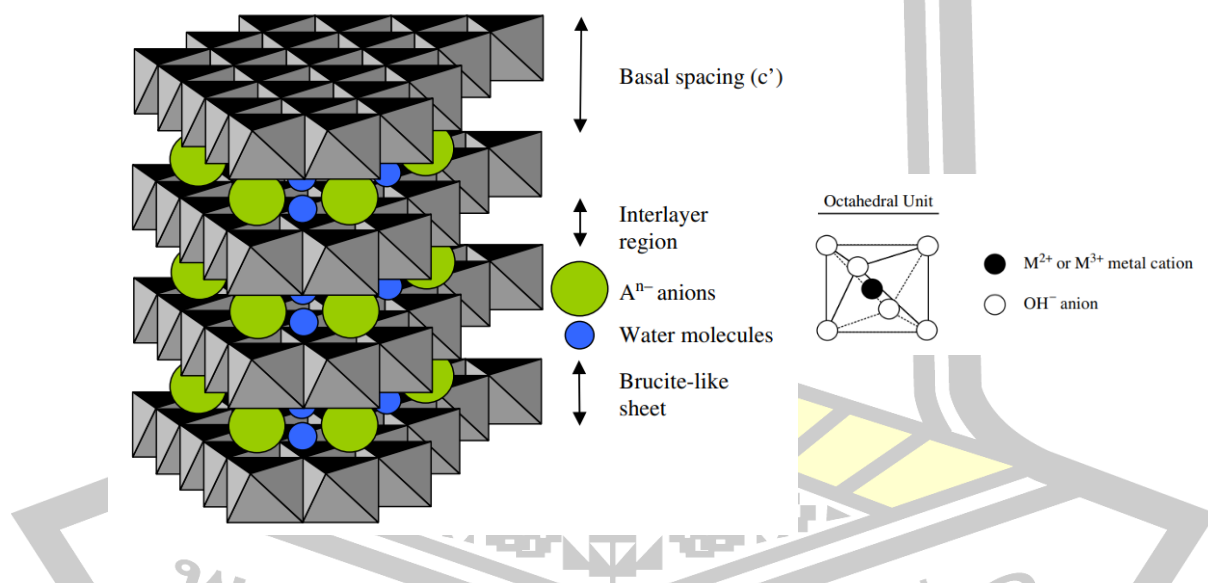 Basal spacing (c')
Interlayer
region
Aⁿ⁻ anions
Water molecules
Brucite-like
sheet
Octahedral Unit
M²⁺ or M³⁺ metal cation
OH⁻ anion